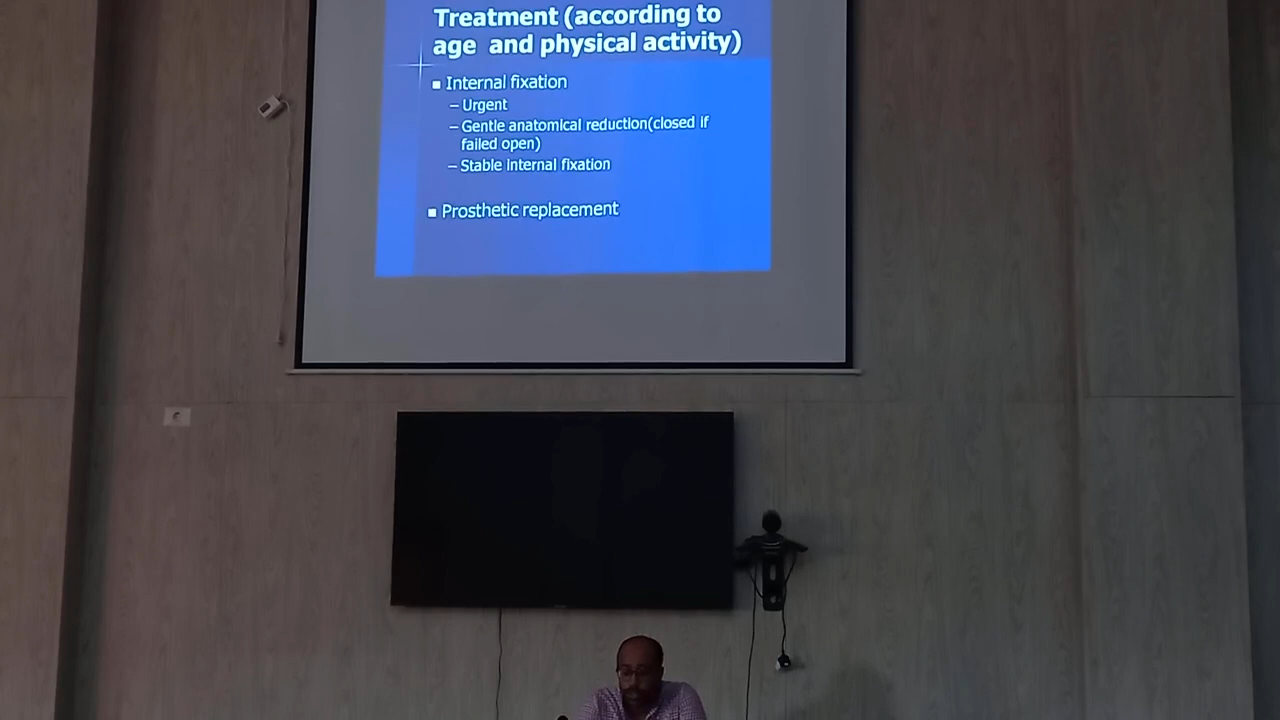 Treatment (according to
age and physical activity)
■ Internal fixation
– Urgent
– Gentle anatomical reduction(closed if
failed open)
– Stable internal fixation
■ Prosthetic replacement